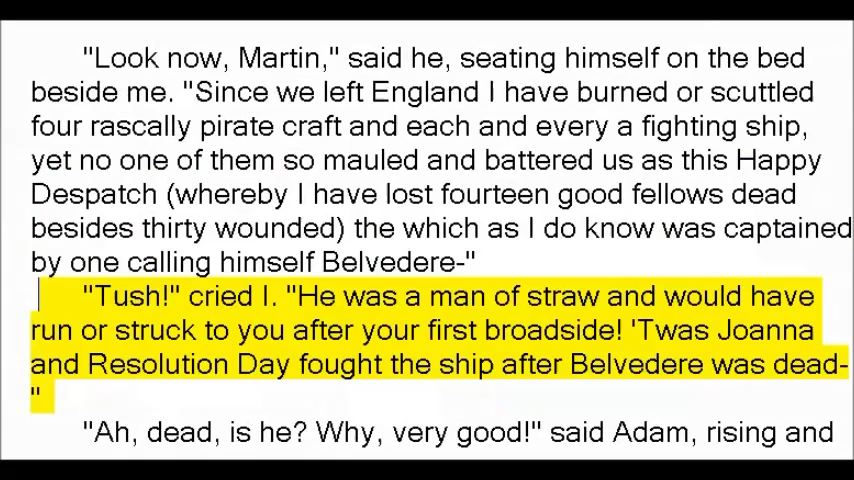 "Look now, Martin," said he, seating himself on the bed
beside me. "Since we left England I have burned or scuttled
four rascally pirate craft and each and every a fighting ship,
yet no one of them so mauled and battered us as this Happy
Despatch (whereby I have lost fourteen good fellows dead
besides thirty wounded) the which as I do know was captained
by one calling himself Belvedere-"
"Tush!" cried I. "He was a man of straw and would have
run or struck to you after your first broadside! 'Twas Joanna
and Resolution Day fought the ship after Belvedere was dead-
"
"Ah, dead, is he? Why, very good!" said Adam, rising and